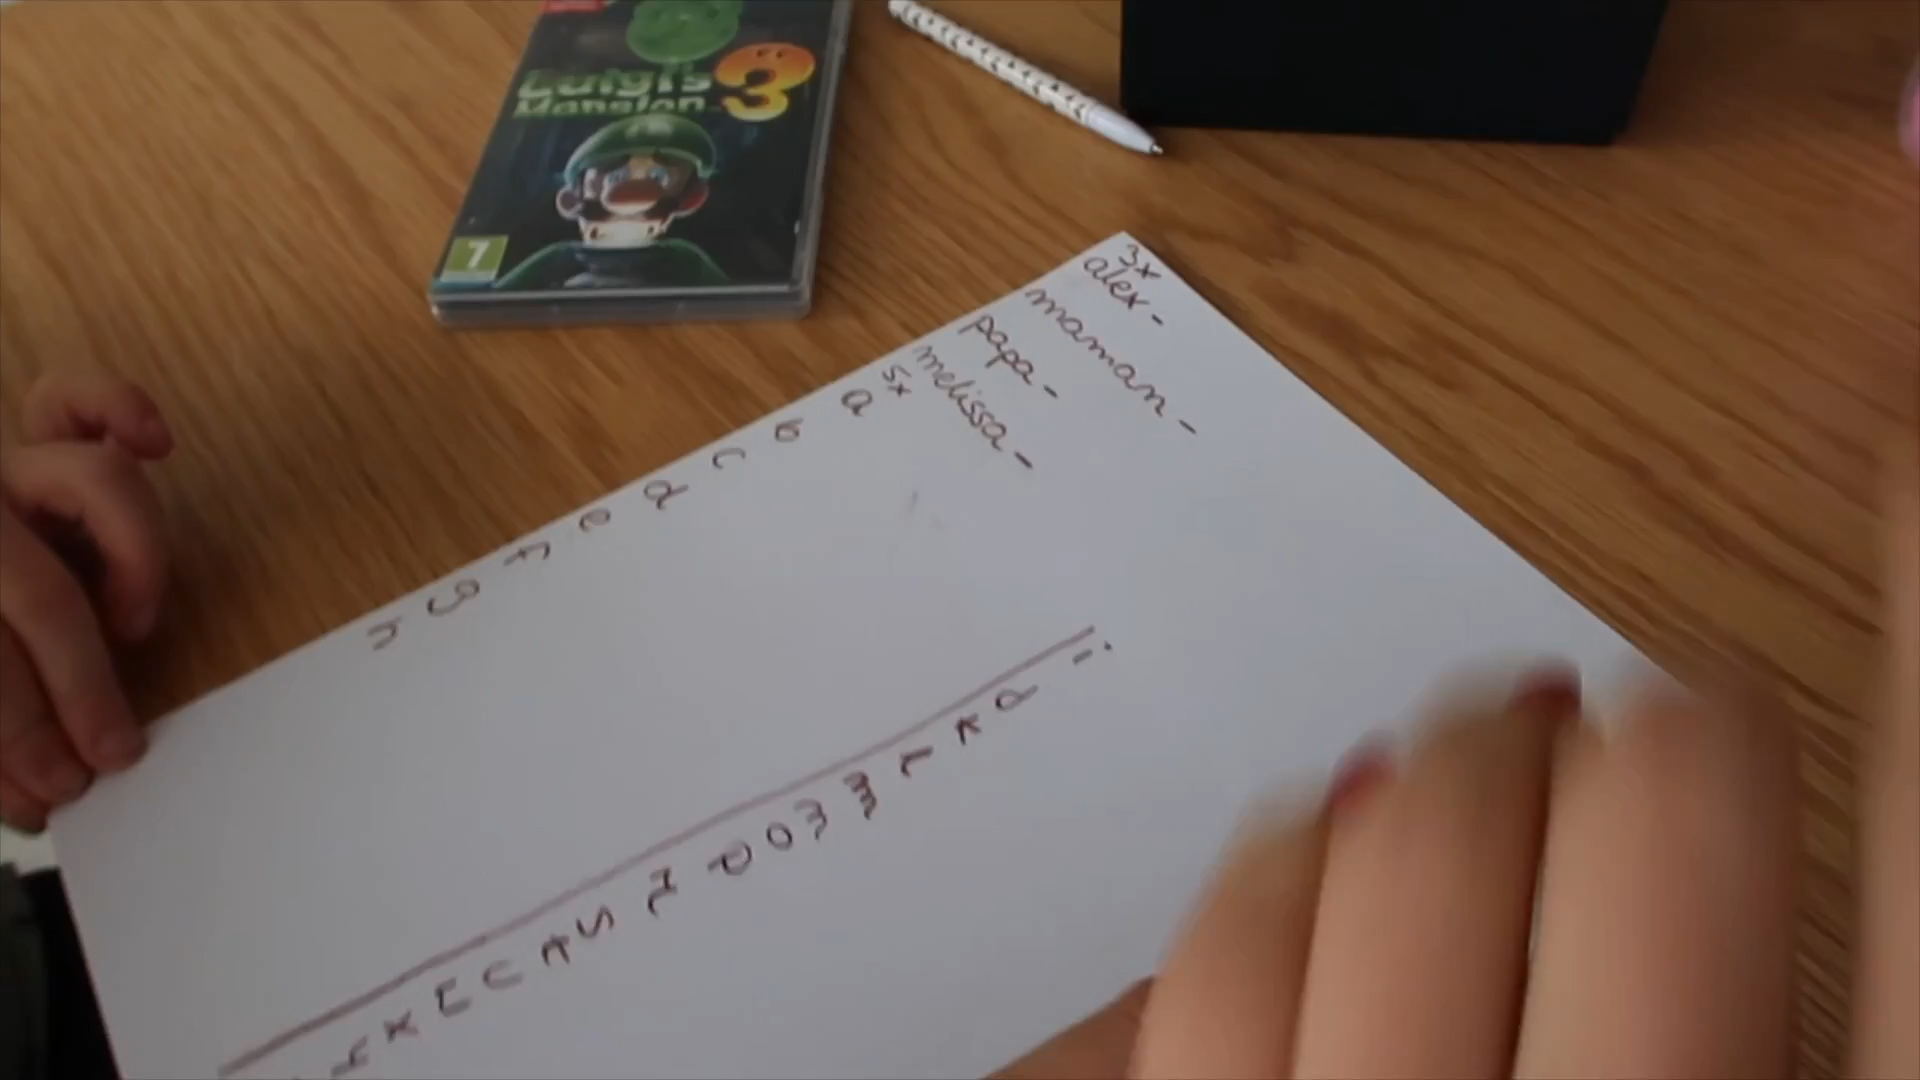 Luigi's
Mansion 3
7
3x
alex-
maman-
papa-
melissa-
5x
a
b
c
d
e
f
g
h
i
k
l
m
n
o
s
t
u
x